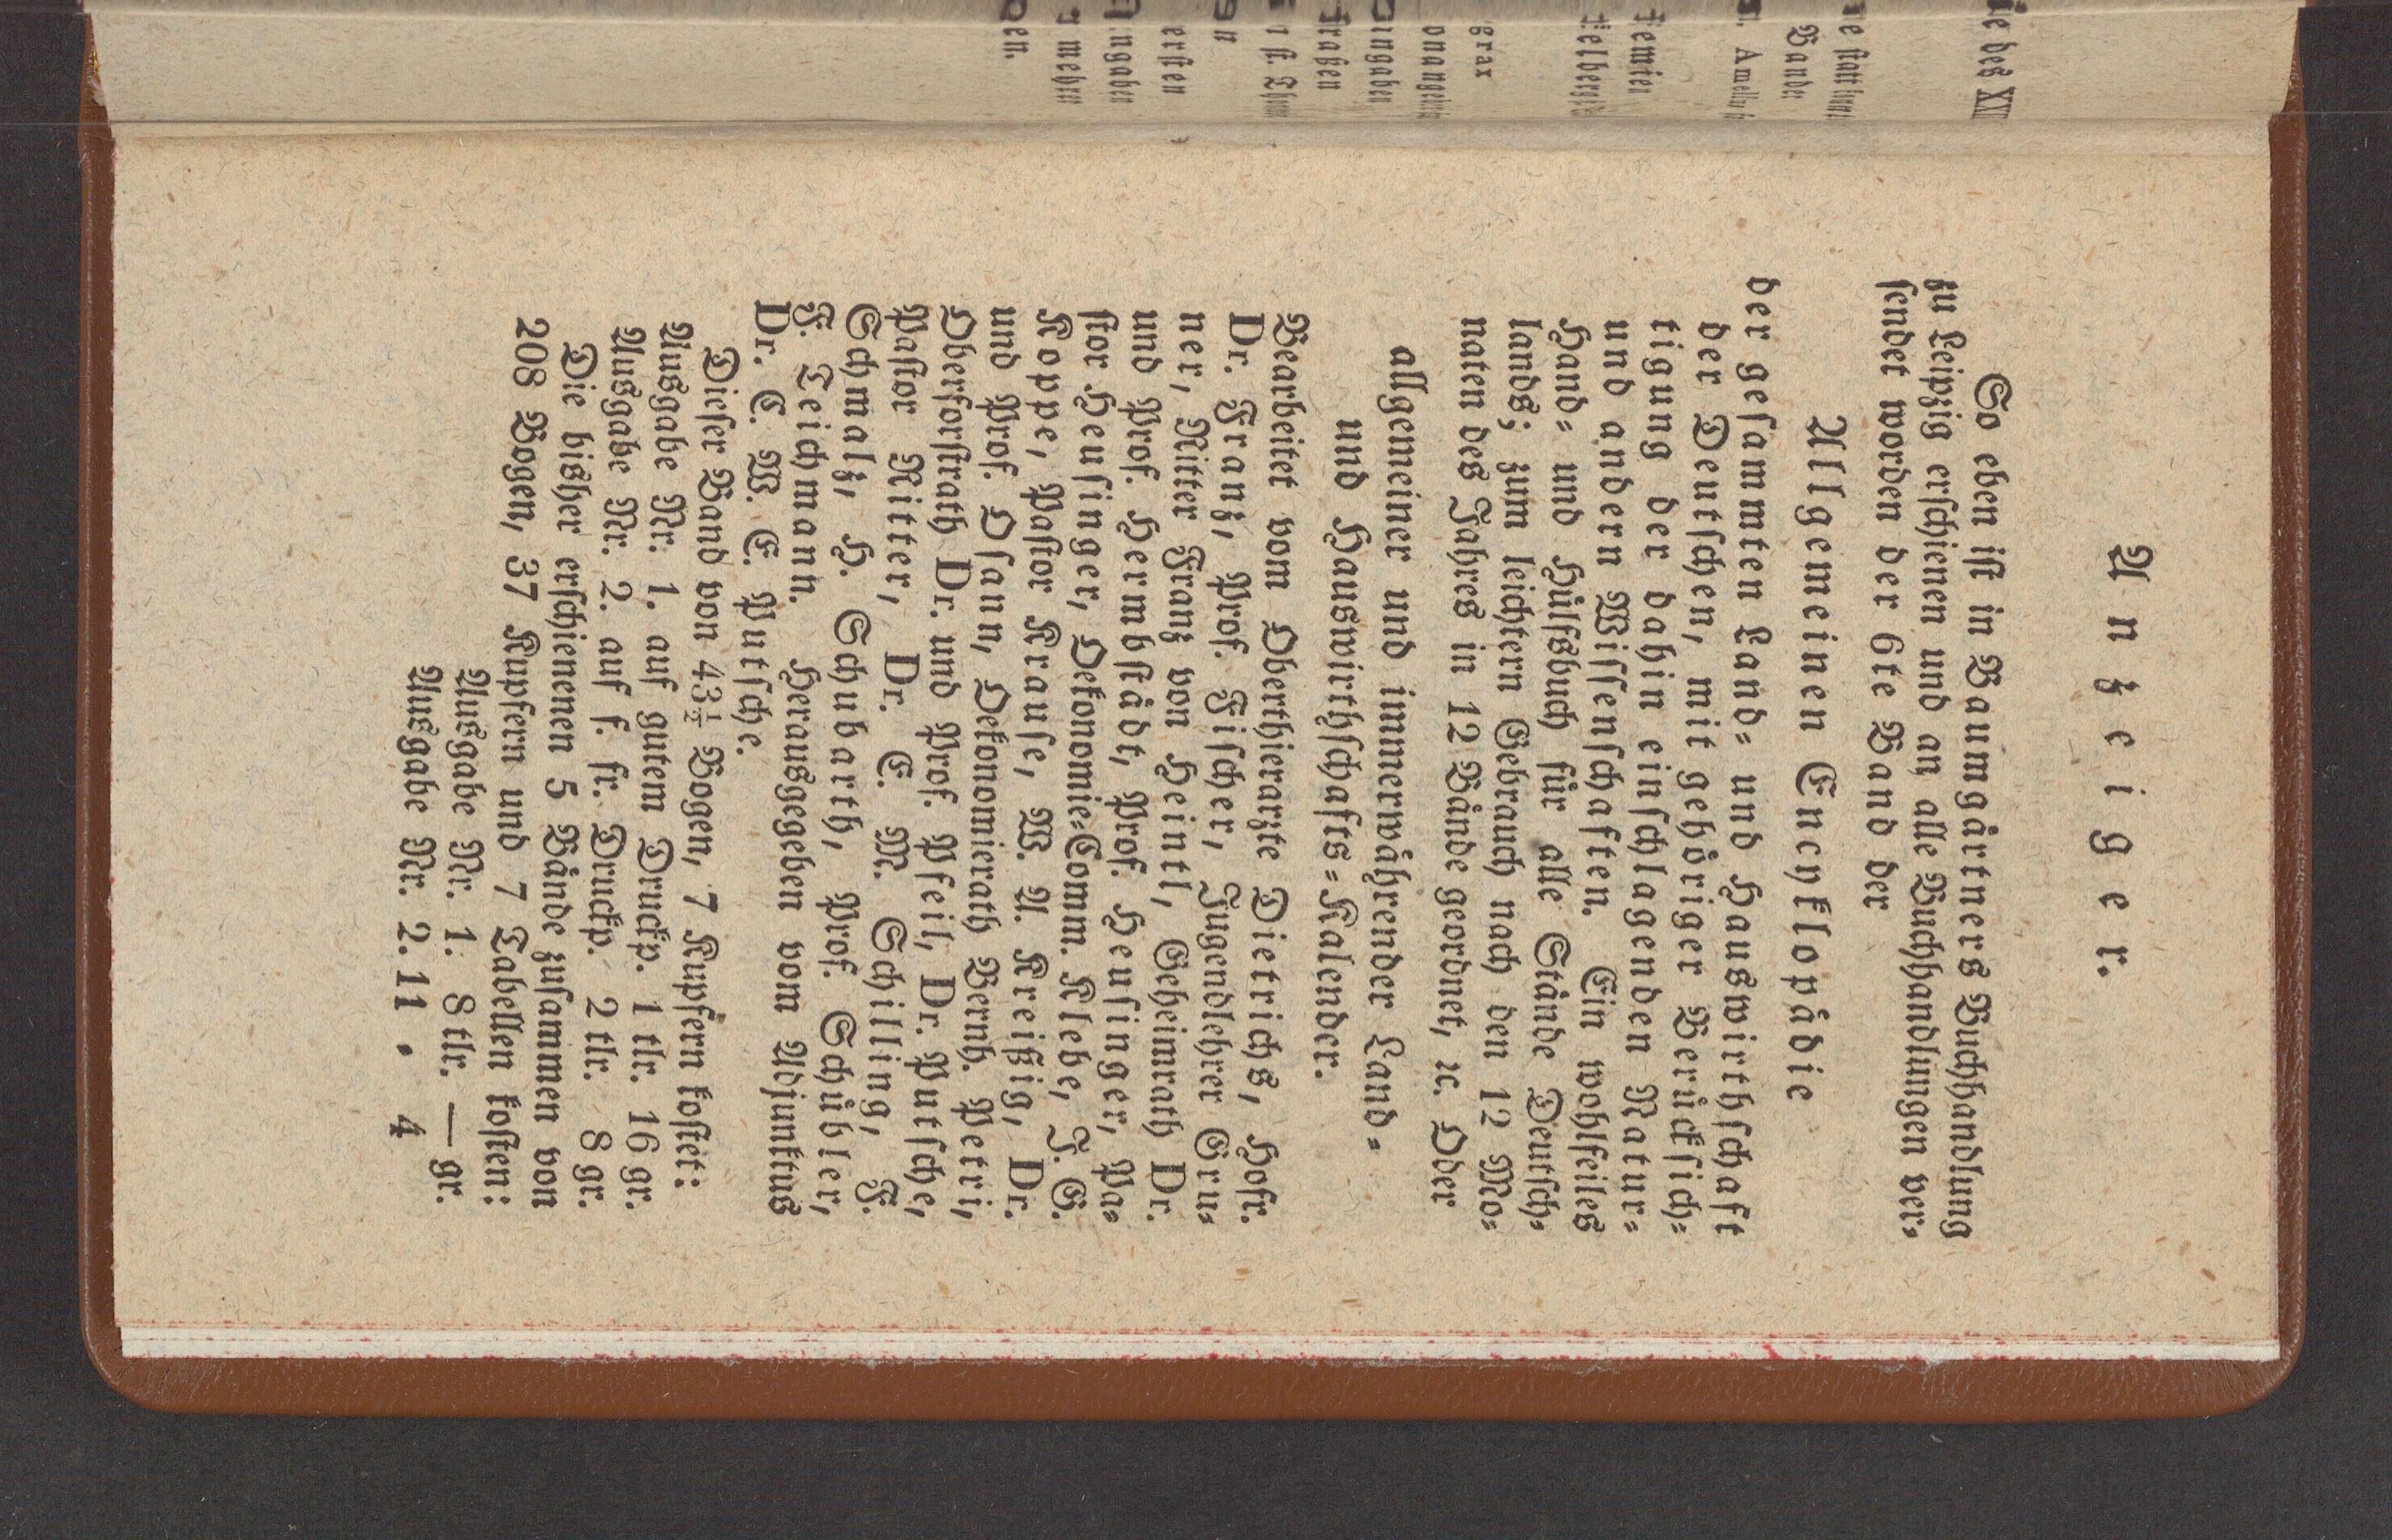 Anzeiger.
So eben iſt in Baumgärtners Buchhandlung
zu Leipzig erſchienen und an alle Buchhandlungen ver-
ſendet worden der 6te Band der
Allgemeinen Encyklopädie
der geſammten Land- und Hauswirthſchaft
der Deutſchen, mit gehöriger Berückſich-
tigung der dahin einſchlagenden Natur-
und andern Wiſſenſchaften. Ein wohlfeiles
Hand- und Hülfsbuch für alle Stände Deutſch-
lands; zum leichtern Gebrauch nach den 12 Mo-
naten des Jahres in 12 Bände geordnet, ꝛc. Oder
allgemeiner und immerwährender Land-
und Hauswirthſchafts-Kalender.
Bearbeitet vom Oberthierarzte Dietrichs, Hofr.
Dr. Franz, Prof. Fiſcher, Jugendlehrer Gru-
ner, Ritter Franz von Heintl, Geheimrath Dr.
und Prof. Hermbſtädt, Prof. Heuſinger, Pa-
ſtor Heuſinger, Oekonomie-Comm. Klebe, J. G.
Koppe, Paſtor Krauſe, W. A. Kreißig, Dr.
und Prof. Oſann, Oekonomierath Bernh. Petri,
Oberforſtrath Dr. und Prof. Pfeil, Dr. Putſche,
Paſtor Ritter, Dr. C. M. Schilling, F.
Schmalz, H. Schubarth, Prof. Schübler,
F. Teichmann. Herausgegeben vom Adjunktus
Dr. C. W. E. Putſche.
Dieſer Band von 43½ Bogen, 7 Kupfern koſtet:
Ausgabe Nr. 1. auf gutem Druckp. 1 tlr. 16 gr.
Ausgabe Nr. 2. auf f. fr. Druckp. 2 tlr. 8 gr.
Die bisher erſchienenen 5 Bände zuſammen von
208 Bogen, 37 Kupfern und 7 Tabellen koſten:
Ausgabe Nr. 1. 8 tlr. — gr.
Ausgabe Nr. 2. 11 • 4